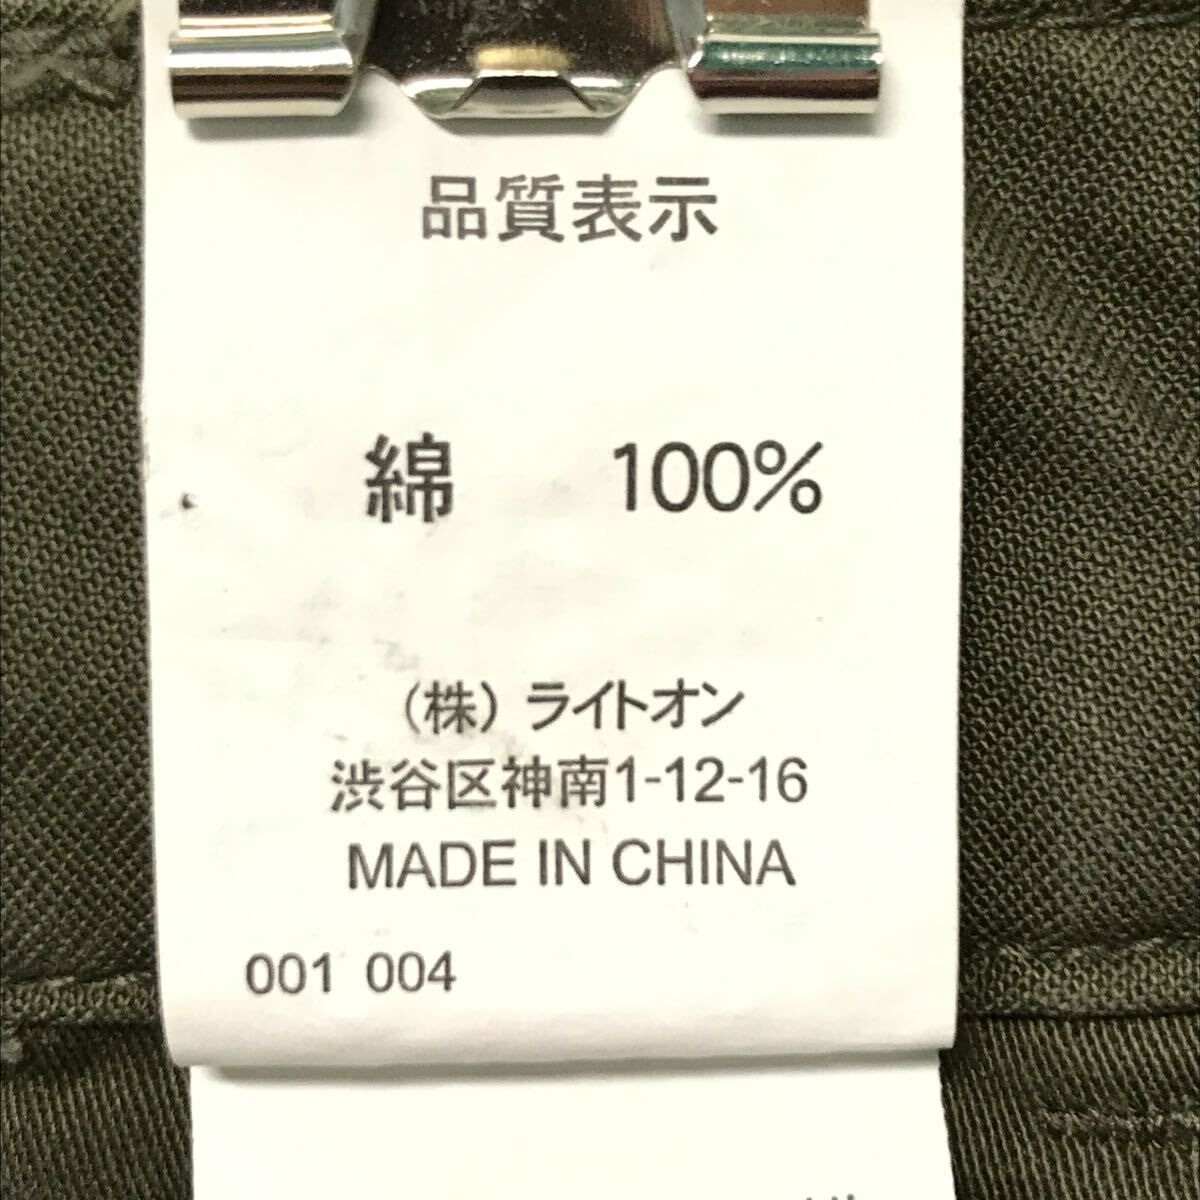 品質表示
綿 100%
(株) ライトオン
渋谷区神南1-12-16
MADE IN CHINA
001 004